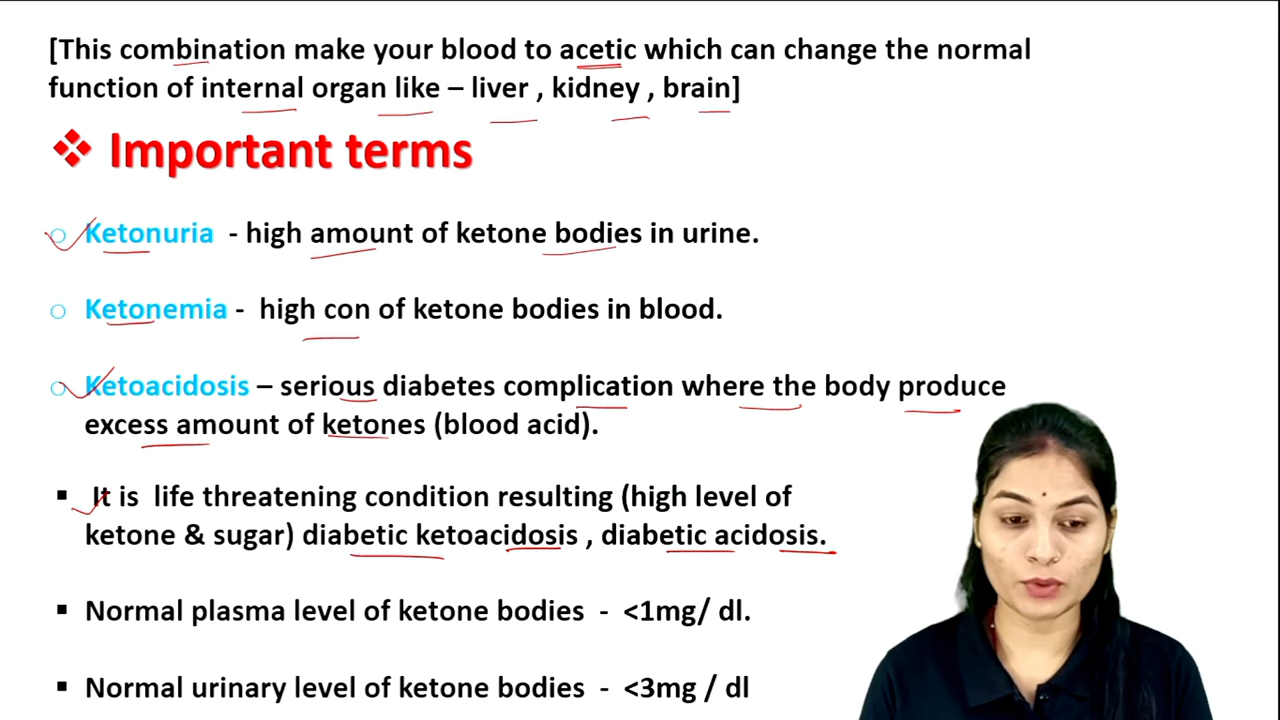 [This combination make your blood to acetic which can change the normal
function of internal organ like – liver , kidney , brain]
❖ Important terms
o Ketonuria - high amount of ketone bodies in urine.
o Ketonemia - high con of ketone bodies in blood.
o Ketoacidosis – serious diabetes complication where the body produce
excess amount of ketones (blood acid).
▪ It is life threatening condition resulting (high level of
ketone & sugar) diabetic ketoacidosis , diabetic acidosis.
▪ Normal plasma level of ketone bodies - <1mg/ dl.
▪ Normal urinary level of ketone bodies - <3mg / dl